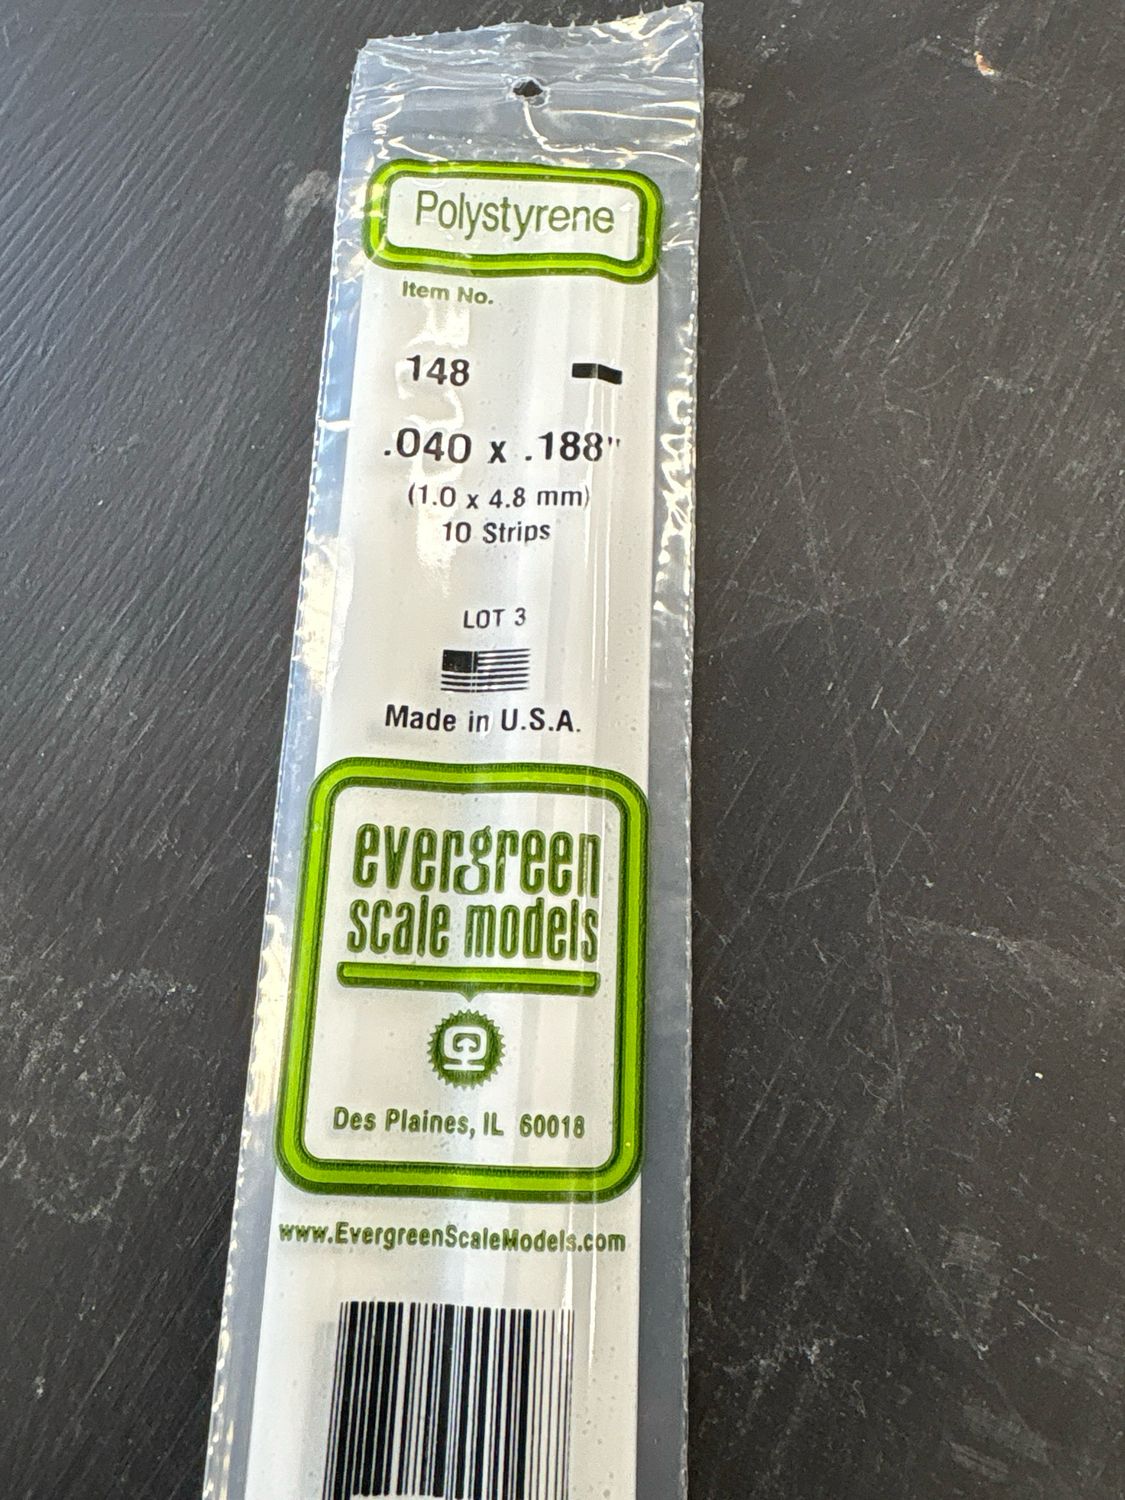 Polystyrene
Item No.
148
.040 x .188"
(1.0 x 4.8 mm)
10 Strips
LOT 3
Made in U.S.A.
evergreen
scale models
Des Plaines, IL 60018
www.EvergreenScaleModels.com